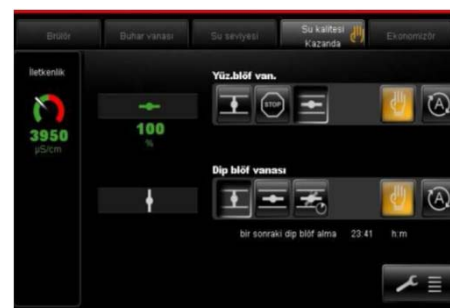 Brülör
Buhar vanası
Su seviyesi
Su kalitesi
Kazanda
Ekonomizör
İletkenlik
3950
µS/cm
Yüz.blöf van.
STOP
A
100
%
Dip blöf vanası
A
bir sonraki dip blöf alma 23:41 h:m